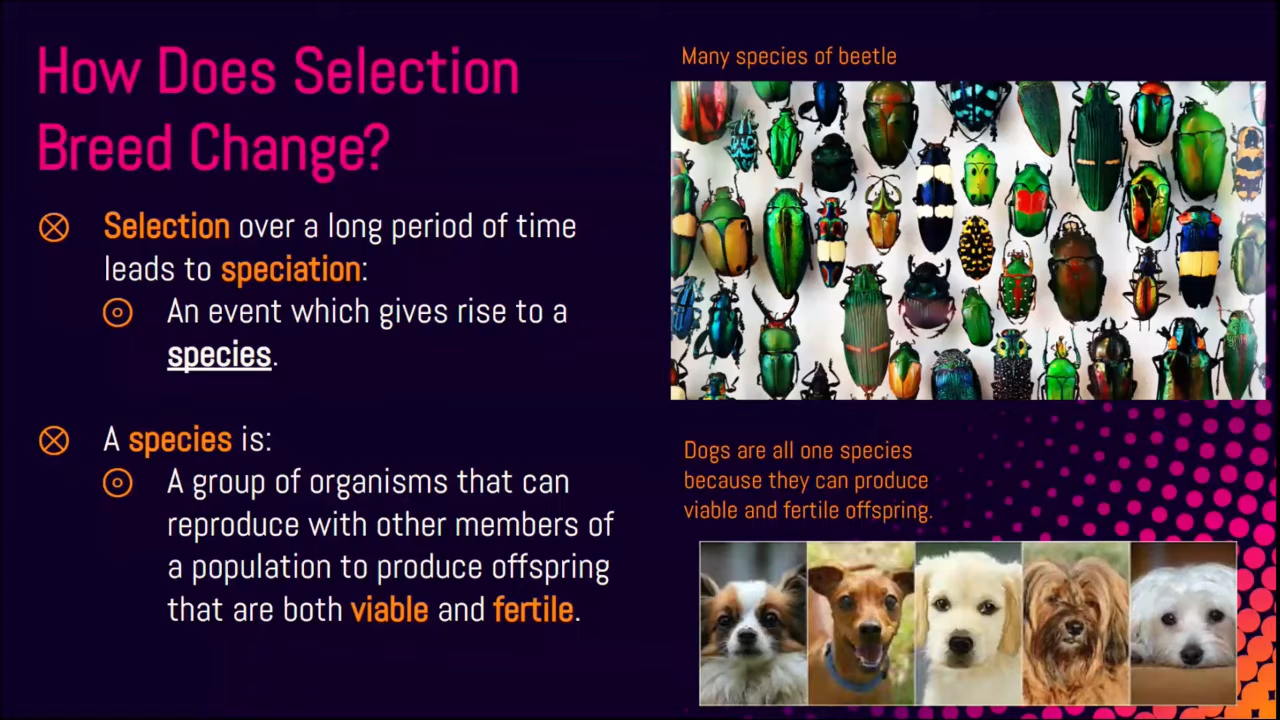 How Does Selection
Breed Change?
Selection over a long period of time
leads to speciation:
An event which gives rise to a
species.
A species is:
A group of organisms that can
reproduce with other members of
a population to produce offspring
that are both viable and fertile.
Many species of beetle
Dogs are all one species
because they can produce
viable and fertile offspring.